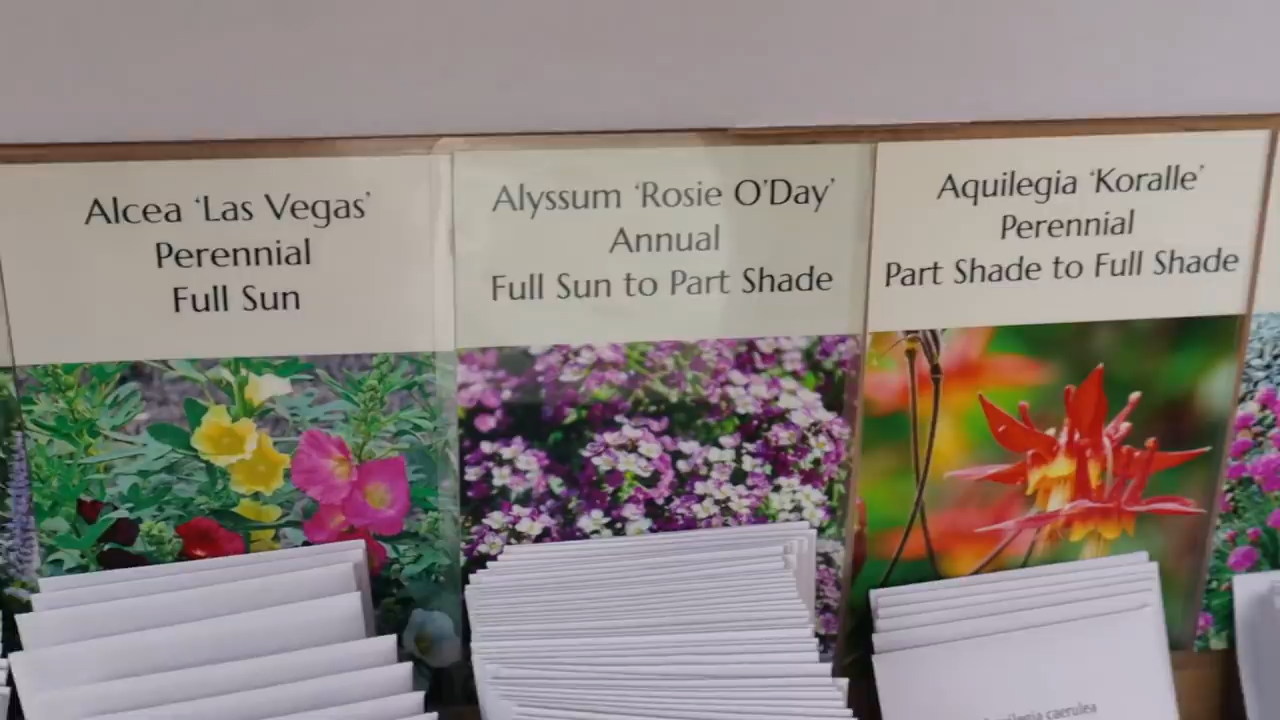 Alcea ‘Las Vegas’
Perennial
Full Sun
Alyssum ‘Rosie O’Day’
Annual
Full Sun to Part Shade
Aquilegia ‘Koralle’
Perennial
Part Shade to Full Shade
caerulea